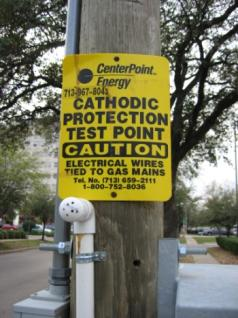 CenterPoint
Energy
713-967-8043
CATHODIC
PROTECTION
TEST POINT
CAUTION
ELECTRICAL WIRES
TIED TO GAS MAINS
Tel. No. (713) 659-2111
1-800-752-8036